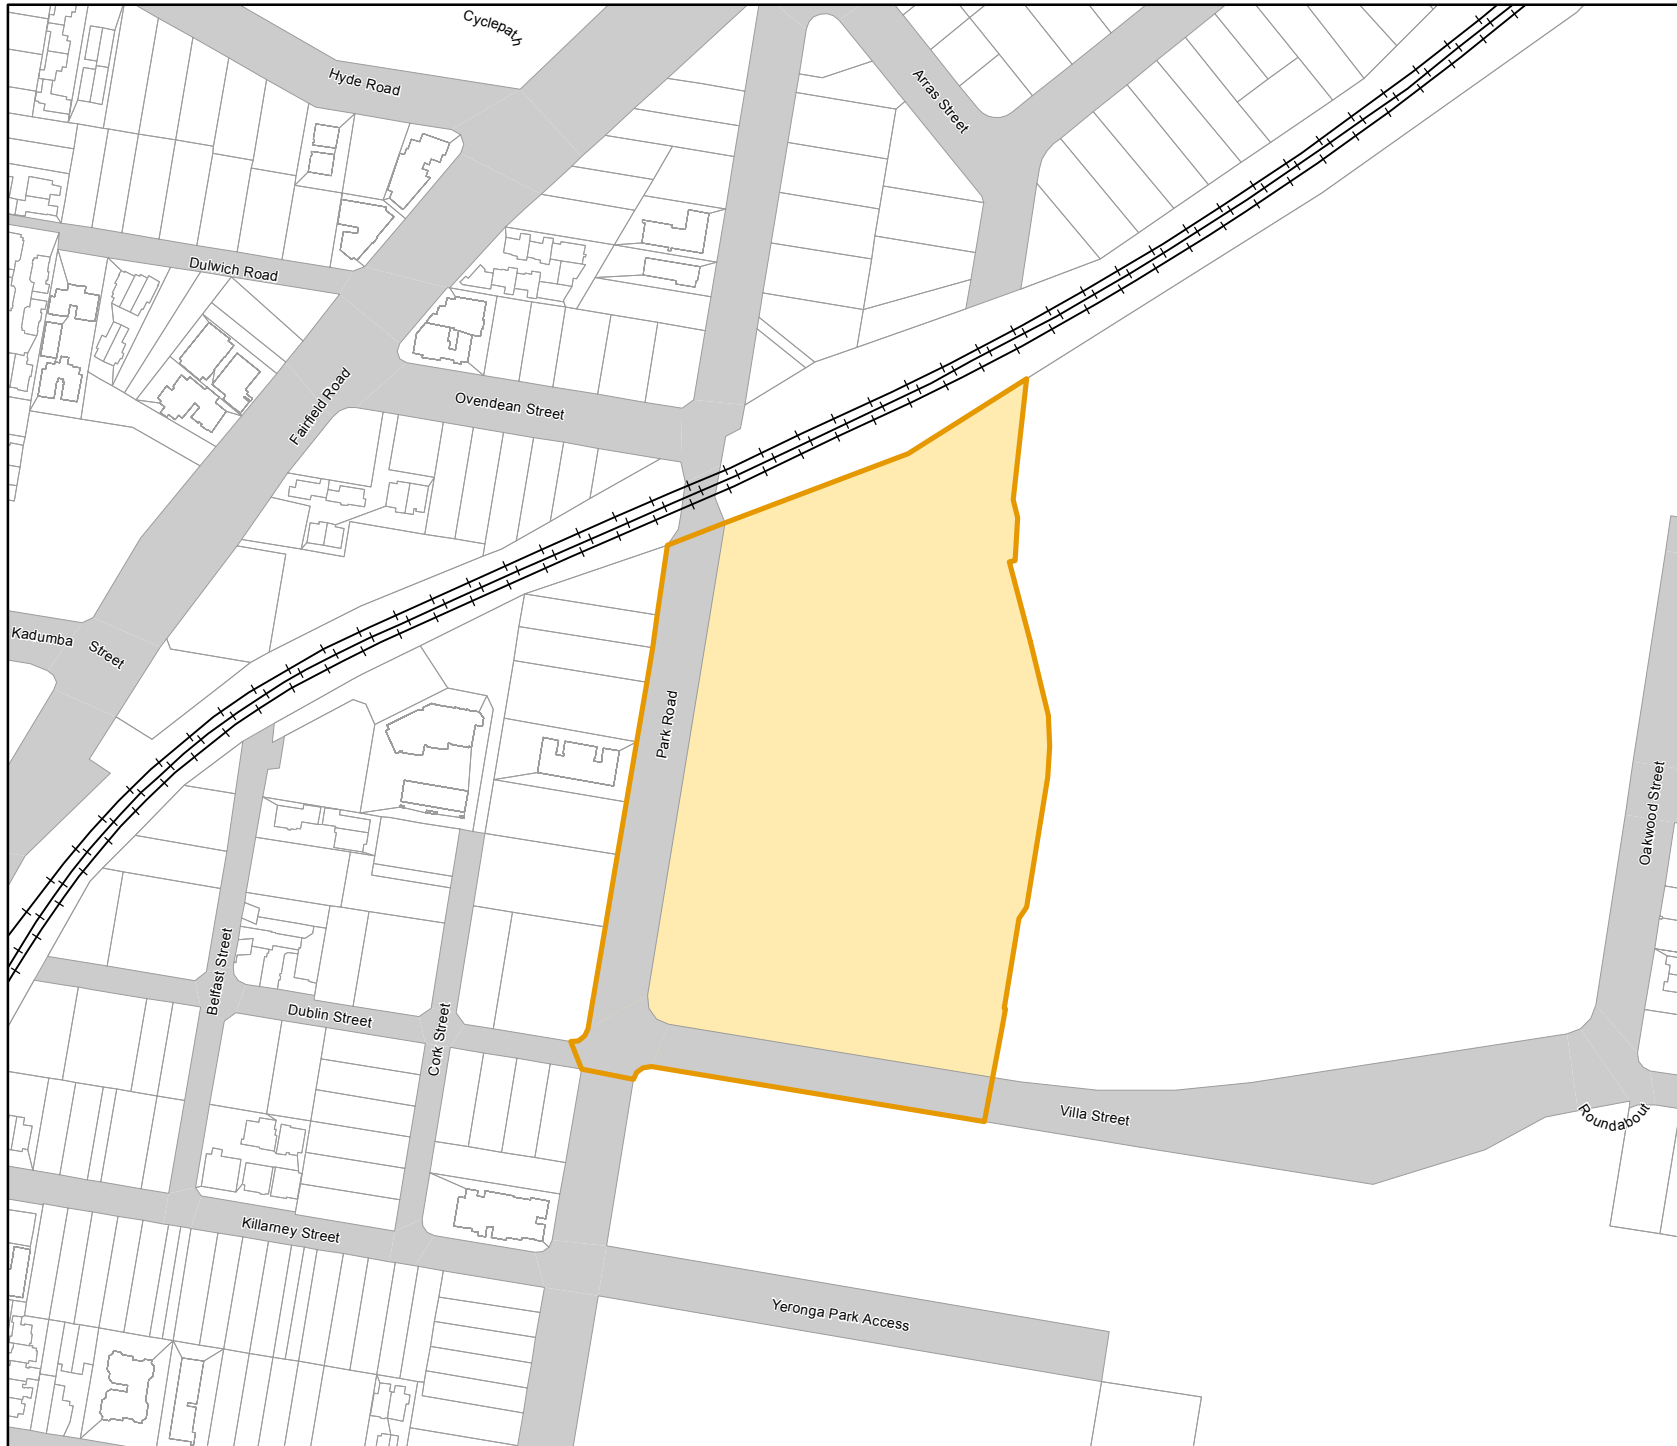 Cyclepath
Hyde Road
Arras Street
Dulwich Road
Fairfield Road
Ovendean Street
Kadumba Street
Park Road
Oakwood Street
Belfast Street
Dublin Street
Cork Street
Villa Street
Roundabout
Killarney Street
Yeronga Park Access